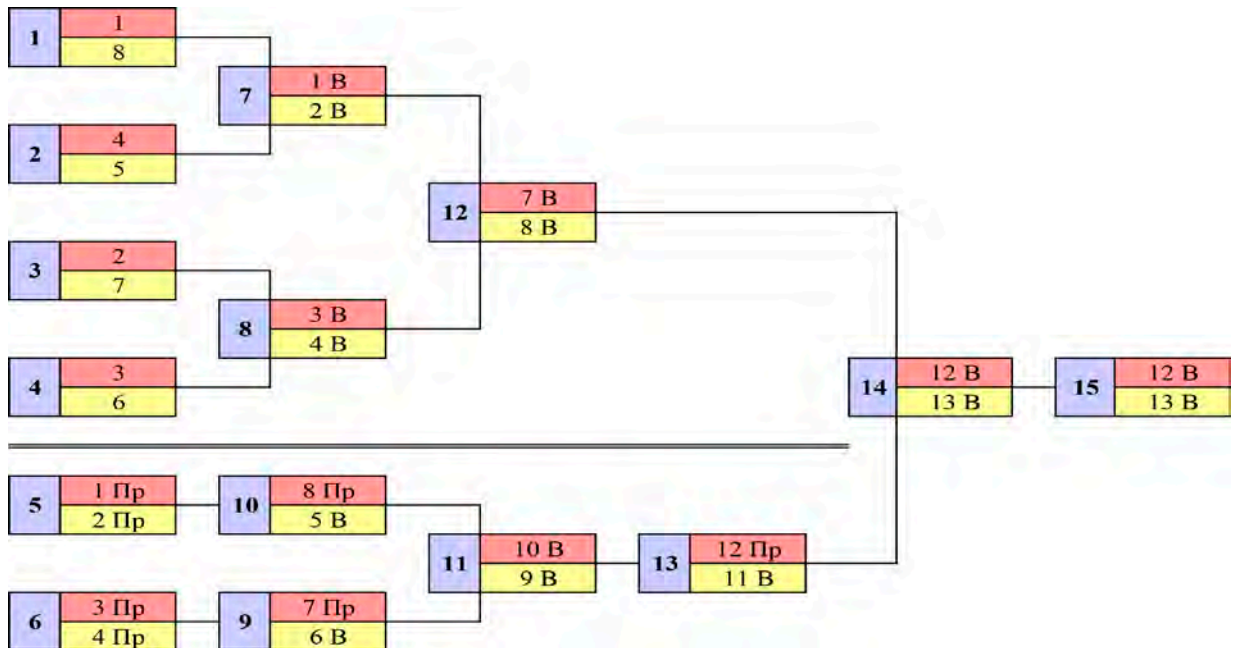 1 1
8
7 1 В
2 В
2 4
5
12 7 В
8 В
3 2
7
8 3 В
4 В
4 3
6
14 12 В
13 В
15 12 В
13 В
5 1 Пр
2 Пр
10 8 Пр
5 В
11 10 В
9 В
13 12 Пр
11 В
6 3 Пр
4 Пр
9 7 Пр
6 В